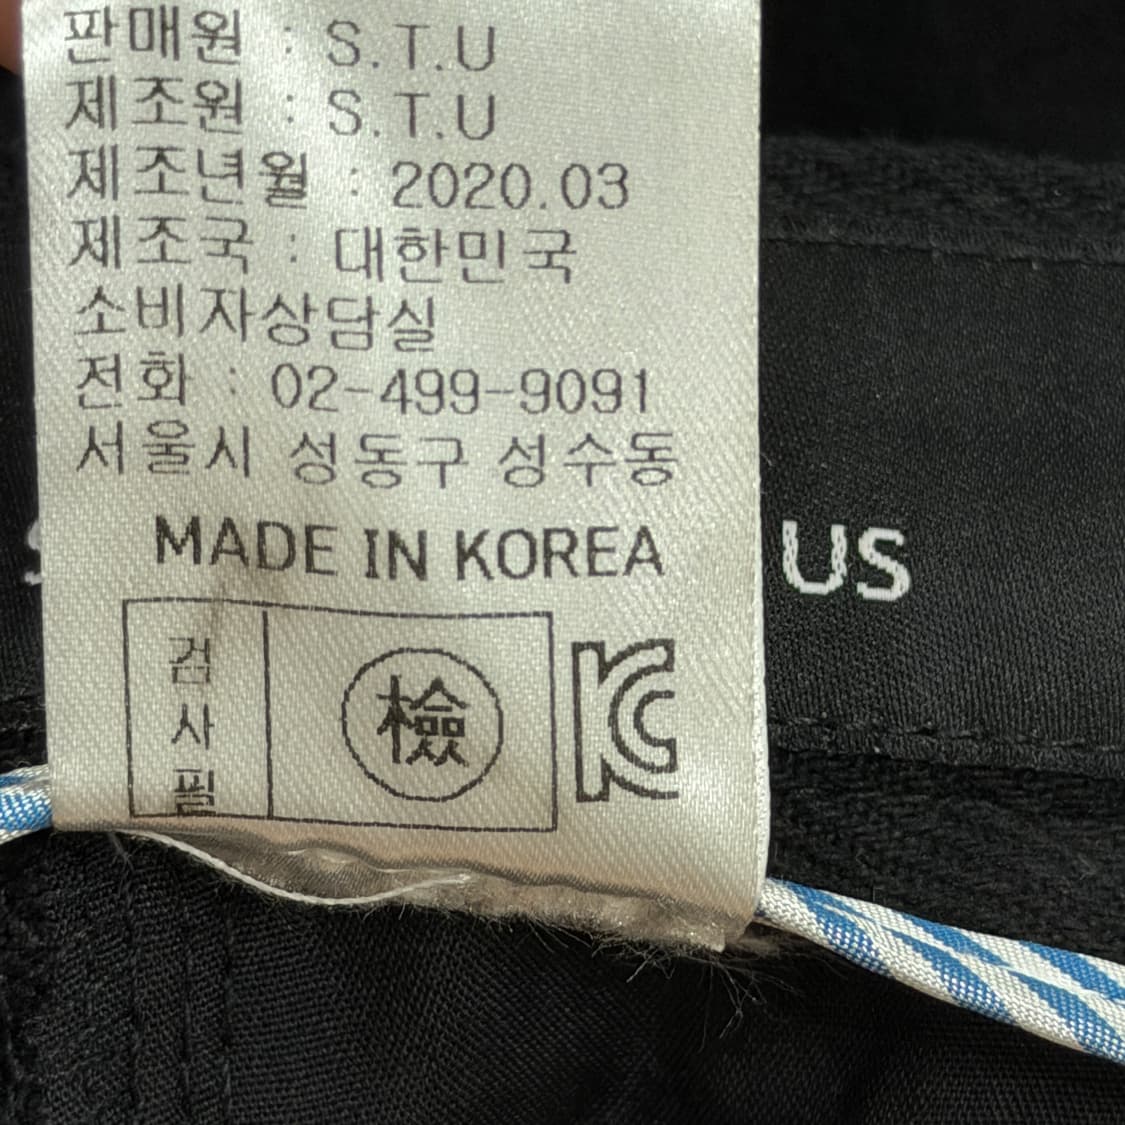 판매원 : S.T.U
제조원 : S.T.U
제조년월 : 2020.03
제조국 : 대한민국
소비자상담실
전화 : 02-499-9091
서울시 성동구 성수동
MADE IN KOREA
US
검사필
檢
KC